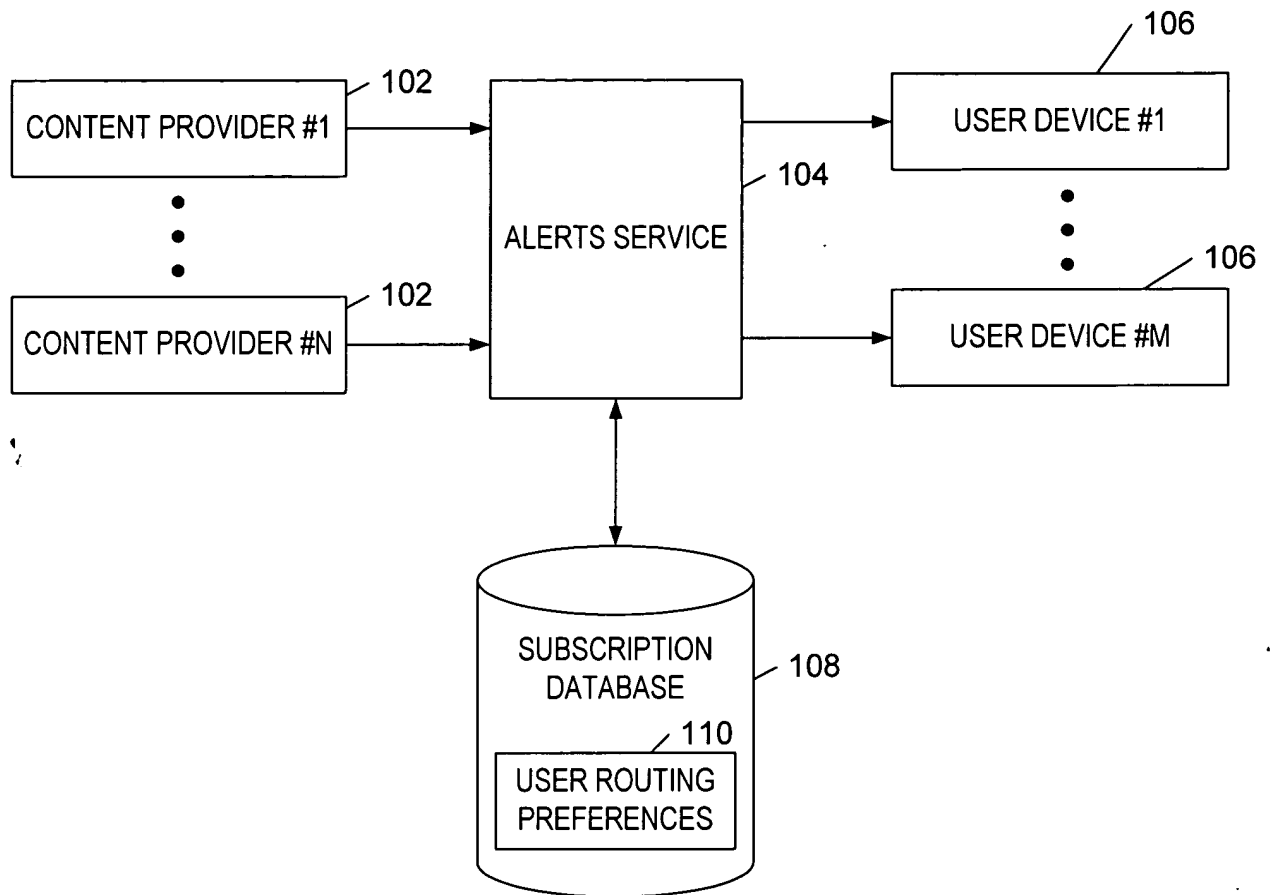 106
102
CONTENT PROVIDER #1
USER DEVICE #1
104
ALERTS SERVICE
102
106
CONTENT PROVIDER #N
USER DEVICE #M
SUBSCRIPTION
DATABASE
108
110
USER ROUTING
PREFERENCES